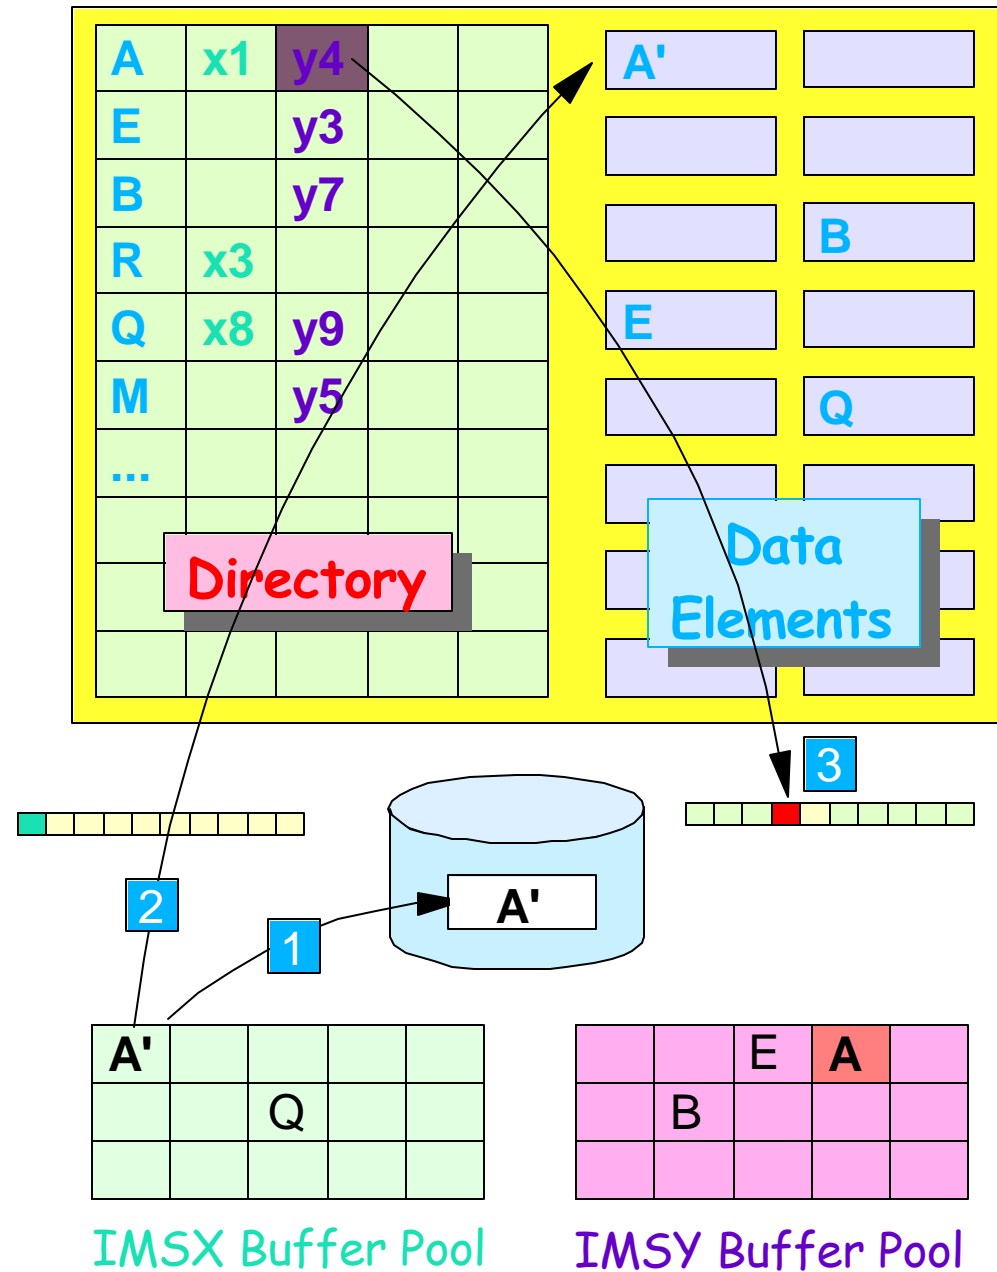 A x1 y4
E y3
B y7
R x3
Q x8 y9
M y5
...
Directory
A'
B
E
Q
Data
Elements
3
2
1
A'
A'
Q
IMSX Buffer Pool
E A
B
IMSY Buffer Pool